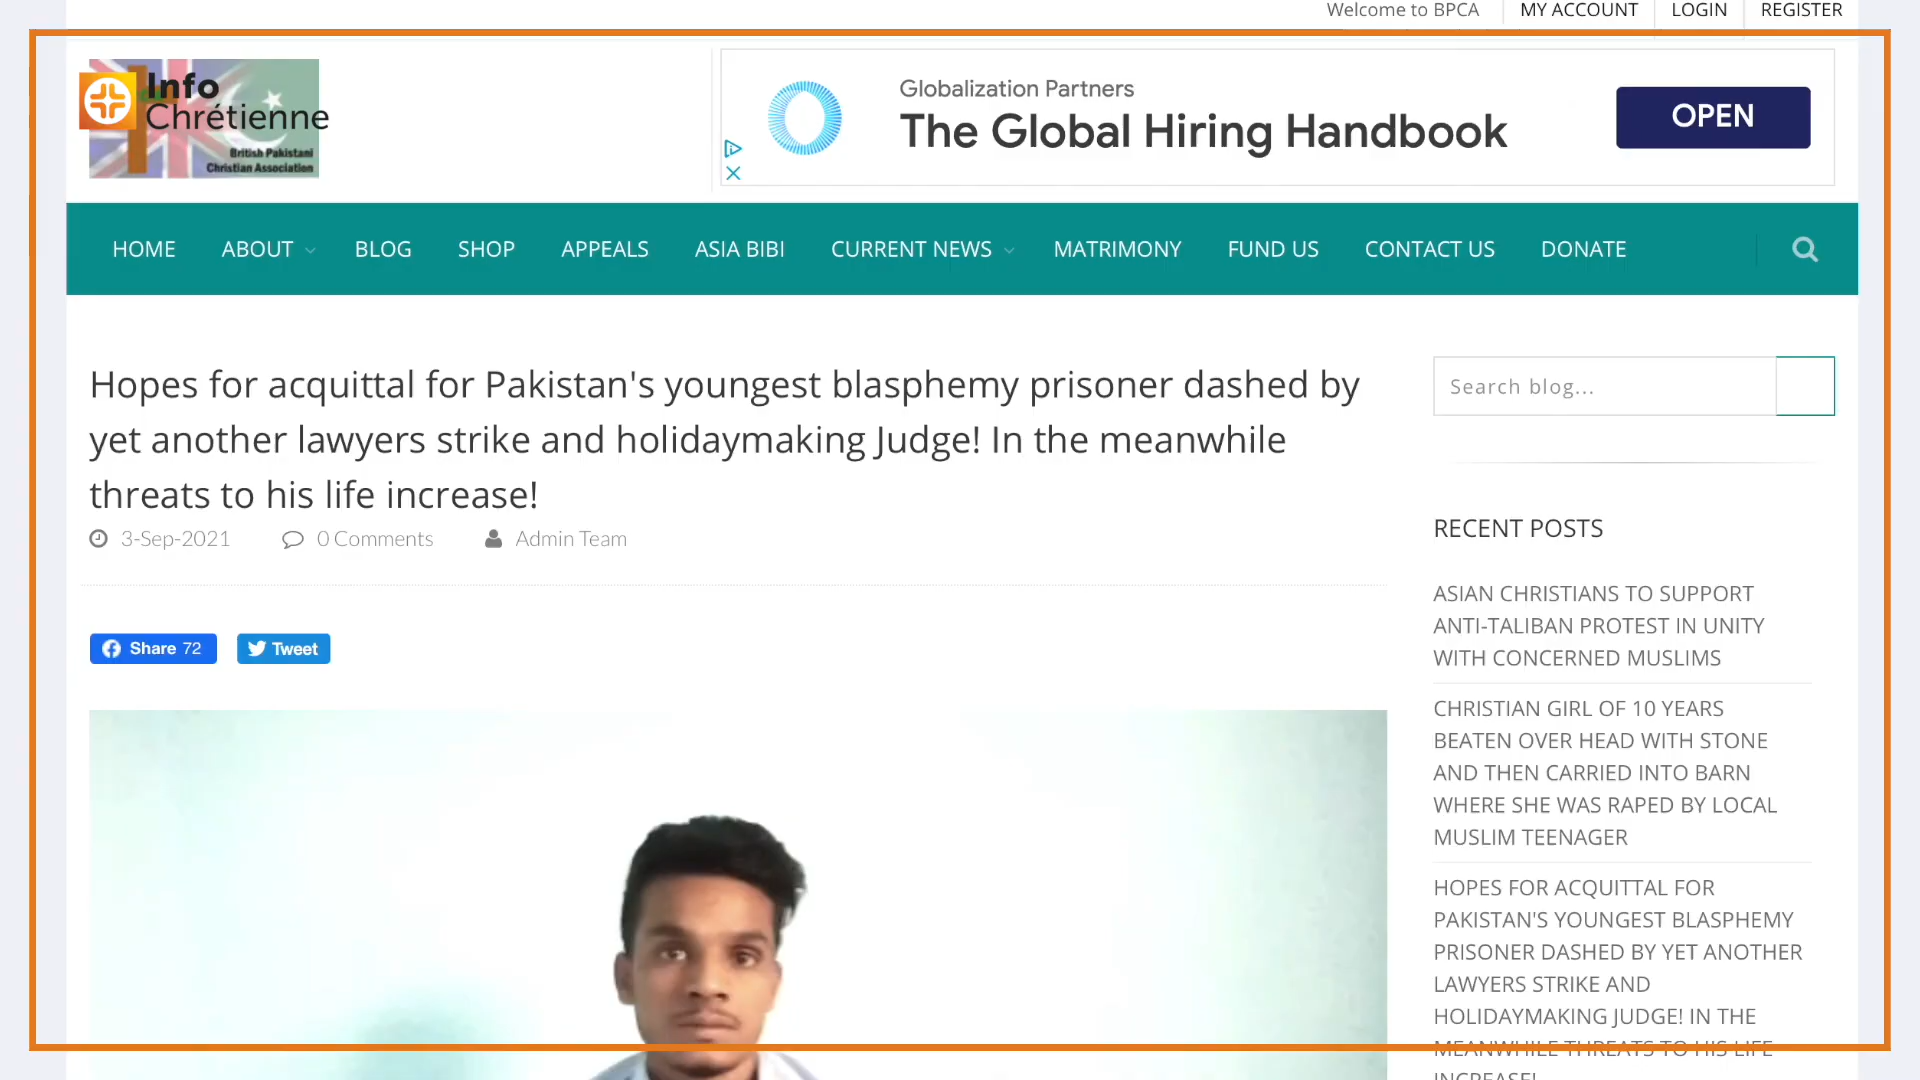 Welcome to BPCA
MY ACCOUNT
LOGIN
REGISTER
Info
Chrétienne
British Pakistani
Christian Association
Globalization Partners
The Global Hiring Handbook
OPEN
HOME
ABOUT
BLOG
SHOP
APPEALS
ASIA BIBI
CURRENT NEWS
MATRIMONY
FUND US
CONTACT US
DONATE
Hopes for acquittal for Pakistan's youngest blasphemy prisoner dashed by
yet another lawyers strike and holidaymaking Judge! In the meanwhile
threats to his life increase!
3-Sep-2021
0 Comments
Admin Team
Share 72
Tweet
Search blog...
RECENT POSTS
ASIAN CHRISTIANS TO SUPPORT
ANTI-TALIBAN PROTEST IN UNITY
WITH CONCERNED MUSLIMS
CHRISTIAN GIRL OF 10 YEARS
BEATEN OVER HEAD WITH STONE
AND THEN CARRIED INTO BARN
WHERE SHE WAS RAPED BY LOCAL
MUSLIM TEENAGER
HOPES FOR ACQUITTAL FOR
PAKISTAN'S YOUNGEST BLASPHEMY
PRISONER DASHED BY YET ANOTHER
LAWYERS STRIKE AND
HOLIDAYMAKING JUDGE! IN THE
MEANWHILE THREATS TO HIS LIFE
INCREASE!